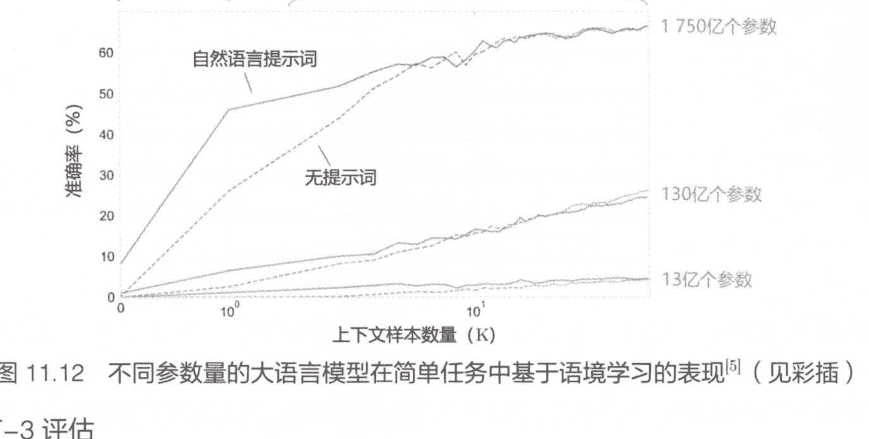 1 750亿个参数
60
自然语言提示词
50
40
准确率（%）
30
无提示词
20
130亿个参数
10
13亿个参数
0
0 10⁰ 10¹
上下文样本数量（K）
图 11.12 不同参数量的大语言模型在简单任务中基于语境学习的表现[5]（见彩插）
-3 评估